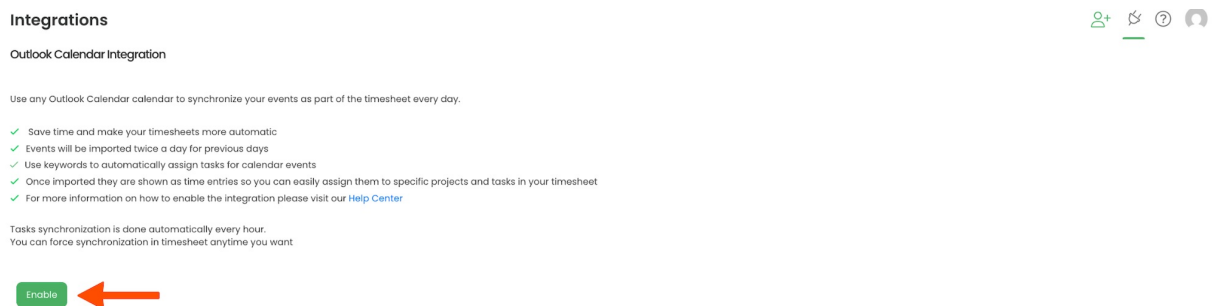 Integrations
Outlook Calendar Integration
Use any Outlook Calendar calendar to synchronize your events as part of the timesheet every day.
Save time and make your timesheets more automatic
Events will be imported twice a day for previous days
Use keywords to automatically assign tasks for calendar events
Once imported they are shown as time entries so you can easily assign them to specific projects and tasks in your timesheet
For more information on how to enable the integration please visit our Help Center
Tasks synchronization is done automatically every hour.
You can force synchronization in timesheet anytime you want
Enable